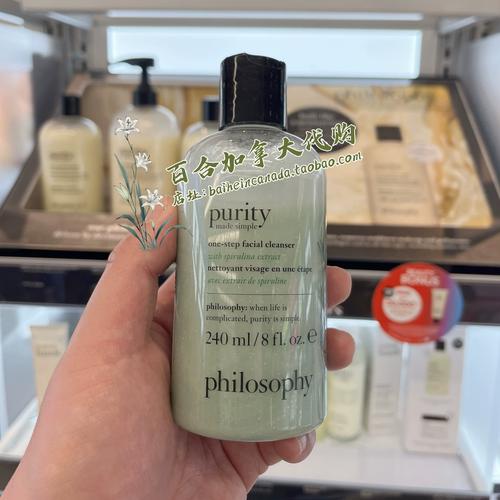 百合加拿大代购
店址:baiheincanada.taobao.com
purity
made simple
one-step facial cleanser
with spirulina extract
nettoyant visage en une étape
avec extrait de spiruline
philosophy: when life is
complicated, purity is simple.
240 ml/8 fl. oz. e
philosophy
BONUS